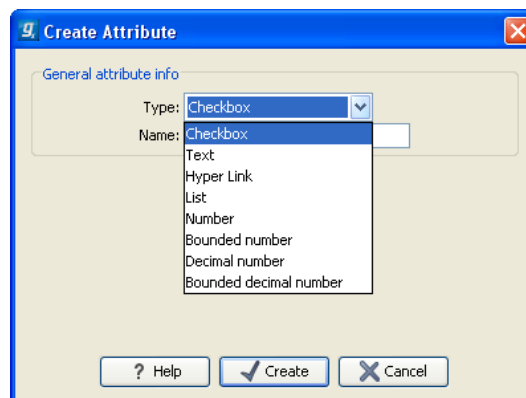 g. Create Attribute
General attribute info
Type: Checkbox
Name: Checkbox
Text
Hyper Link
List
Number
Bounded number
Decimal number
Bounded decimal number
? Help Create Cancel